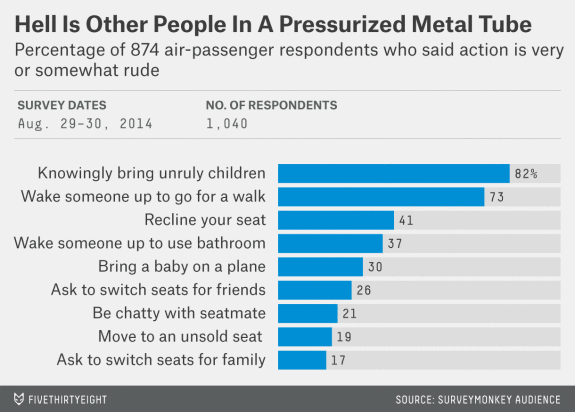 Hell Is Other People In A Pressurized Metal Tube
Percentage of 874 air-passenger respondents who said action is very
or somewhat rude
SURVEY DATES
Aug. 29–30, 2014
NO. OF RESPONDENTS
1,040
Knowingly bring unruly children 82%
Wake someone up to go for a walk 73
Recline your seat 41
Wake someone up to use bathroom 37
Bring a baby on a plane 30
Ask to switch seats for friends 26
Be chatty with seatmate 21
Move to an unsold seat 19
Ask to switch seats for family 17
FIVETHIRTYEIGHT
SOURCE: SURVEYMONKEY AUDIENCE